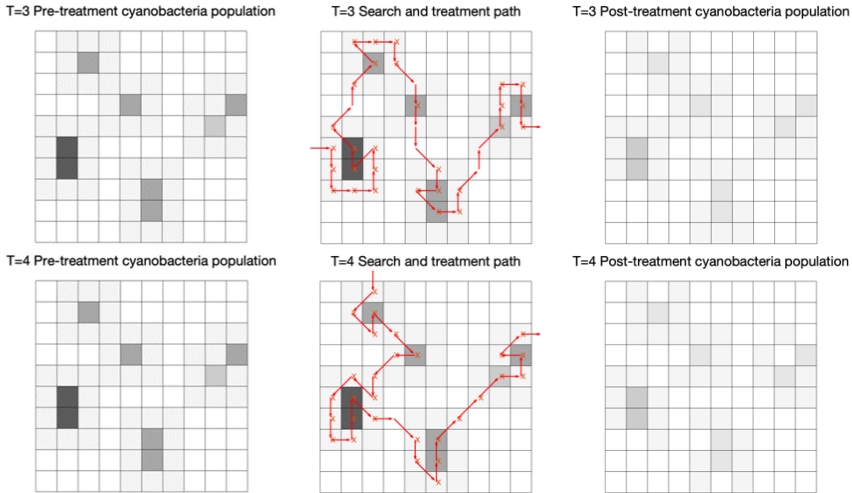 T=3 Pre-treatment cyanobacteria population
T=3 Search and treatment path
T=3 Post-treatment cyanobacteria population
T=4 Pre-treatment cyanobacteria population
T=4 Search and treatment path
T=4 Post-treatment cyanobacteria population